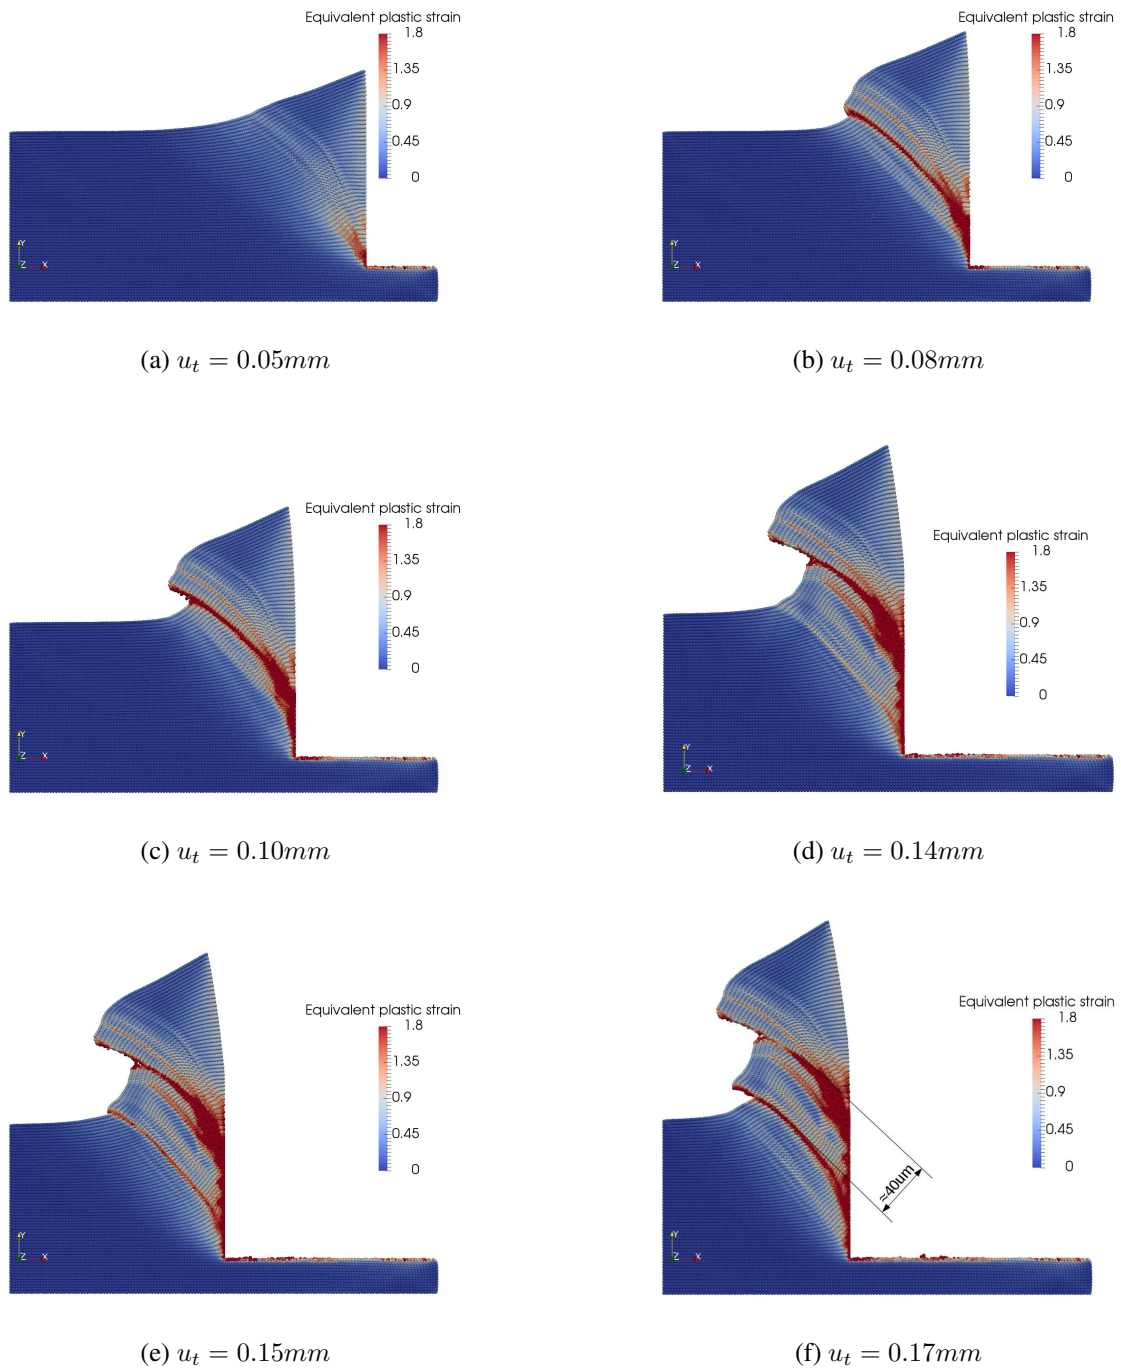 Equivalent plastic strain
1.8
1.35
0.9
0.45
0
Y
Z X
(a) u_t = 0.05mm
Equivalent plastic strain
1.8
1.35
0.9
0.45
0
Y
Z X
(b) u_t = 0.08mm
Equivalent plastic strain
1.8
1.35
0.9
0.45
0
Y
Z X
(c) u_t = 0.10mm
Equivalent plastic strain
1.8
1.35
0.9
0.45
0
Y
Z X
(d) u_t = 0.14mm
Equivalent plastic strain
1.8
1.35
0.9
0.45
0
Y
Z X
(e) u_t = 0.15mm
Equivalent plastic strain
1.8
1.35
0.9
0.45
0
≈40um
Y
Z X
(f) u_t = 0.17mm